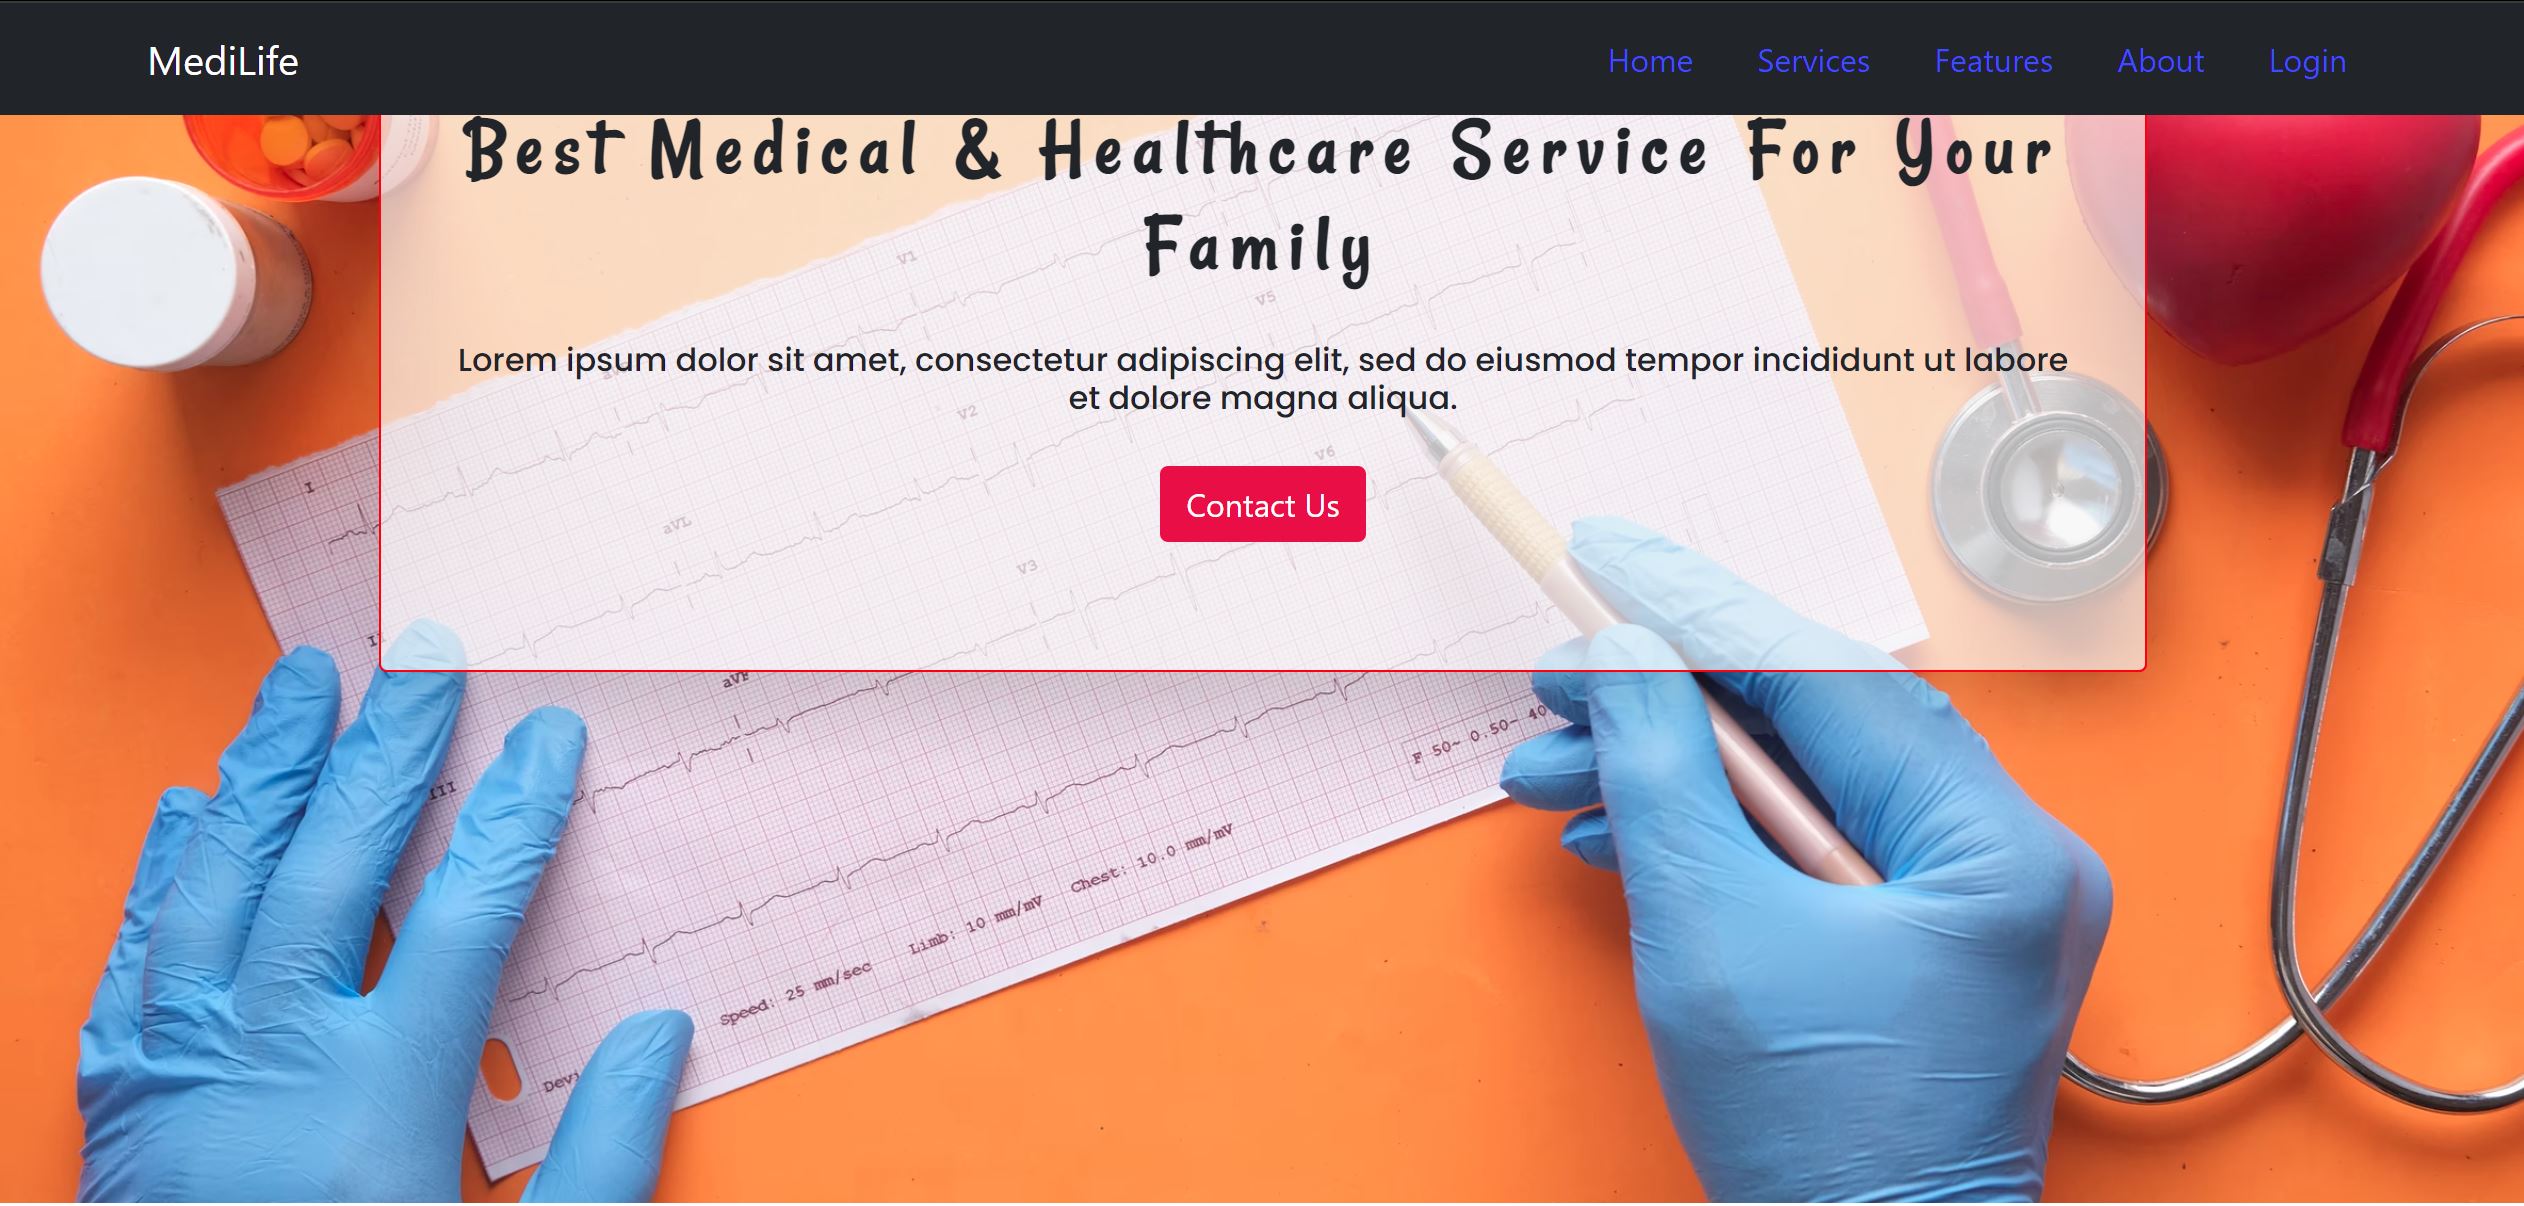 MediLife
Home Services Features About Login
Best Medical & Healthcare Service For Your
Family
V1
V5
Lorem ipsum dolor sit amet, consectetur adipiscing elit, sed do eiusmod tempor incididunt ut labore
et dolore magna aliqua.
V2
V6
I
Contact Us
aVL
V3
aVF
III
F 50~ 0.50~ 40
Chest: 10.0 mm/mV
Limb: 10 mm/mV
Speed: 25 mm/sec